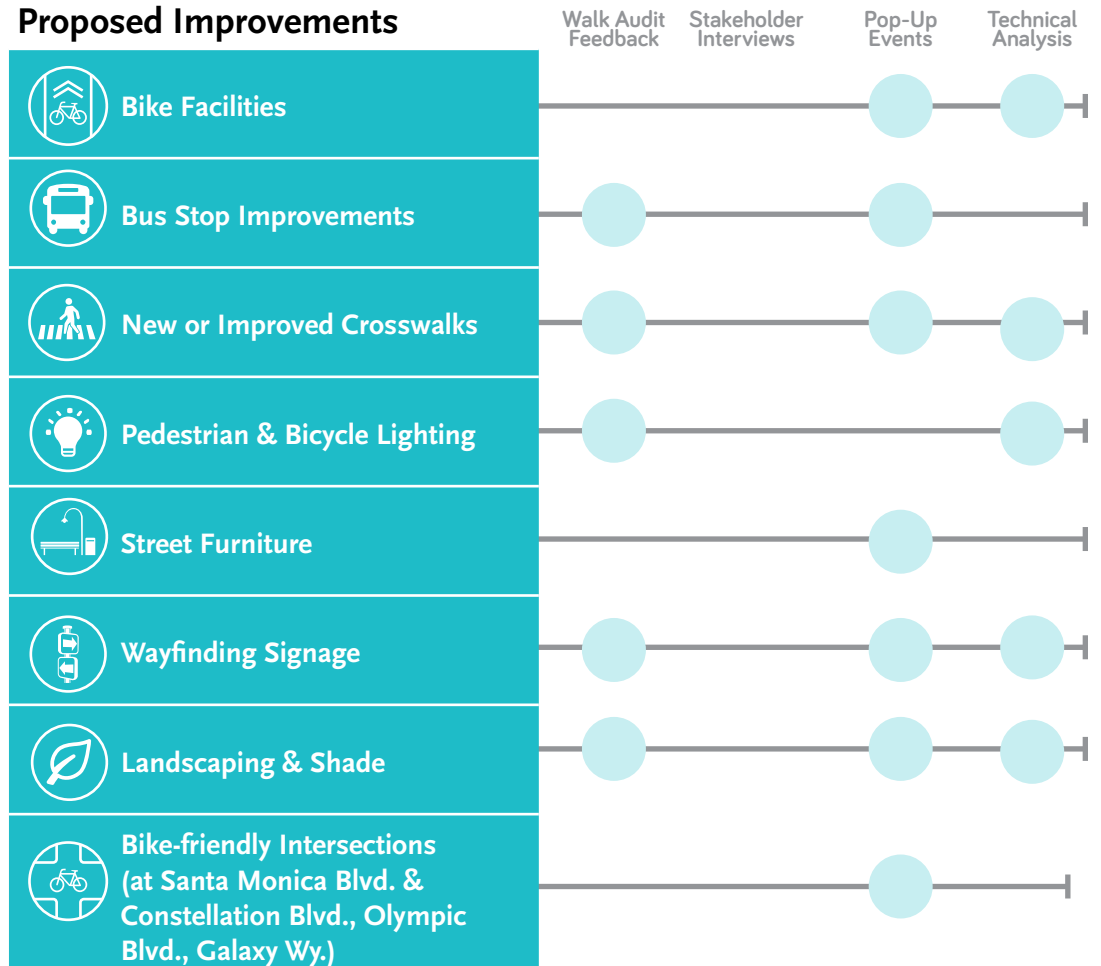 Proposed Improvements
Walk Audit
Feedback
Stakeholder
Interviews
Pop-Up
Events
Technical
Analysis
Bike Facilities
Bus Stop Improvements
New or Improved Crosswalks
Pedestrian & Bicycle Lighting
Street Furniture
Wayfinding Signage
Landscaping & Shade
Bike-friendly Intersections
(at Santa Monica Blvd. &
Constellation Blvd., Olympic
Blvd., Galaxy Wy.)